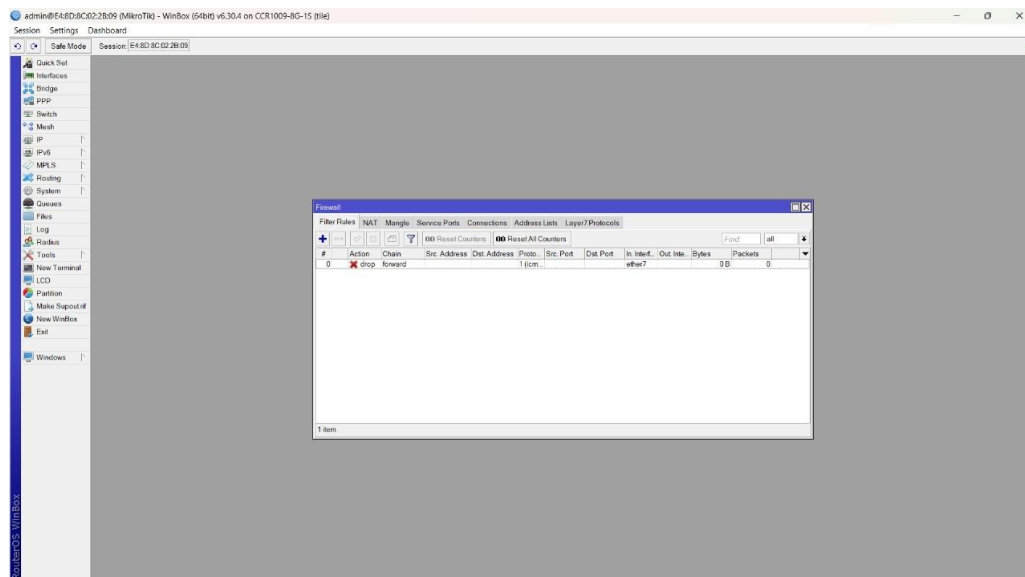 admin@E4:8D:8C:02:2B:09 (MikroTik) - WinBox (64bit) v6.30.4 on CCR1009-8G-1S (tile)
Session Settings Dashboard
Safe Mode Session: E4:8D:8C:02:2B:09
Quick Set
Interfaces
Bridge
PPP
Switch
Mesh
IP
IPv6
MPLS
Routing
System
Queues
Files
Log
Radius
Tools
New Terminal
LCD
Partition
Make Supout.rif
New WinBox
Exit
Windows
RouterOS WinBox
Firewall
Filter Rules NAT Mangle Service Ports Connections Address Lists Layer7 Protocols
00 Reset Counters 00 Reset All Counters Find all
# Action Chain Src. Address Dst. Address Proto... Src. Port Dst. Port In. Interf... Out. Inte... Bytes Packets
0 drop forward 1 (icm... ether7 0 B 0
1 item